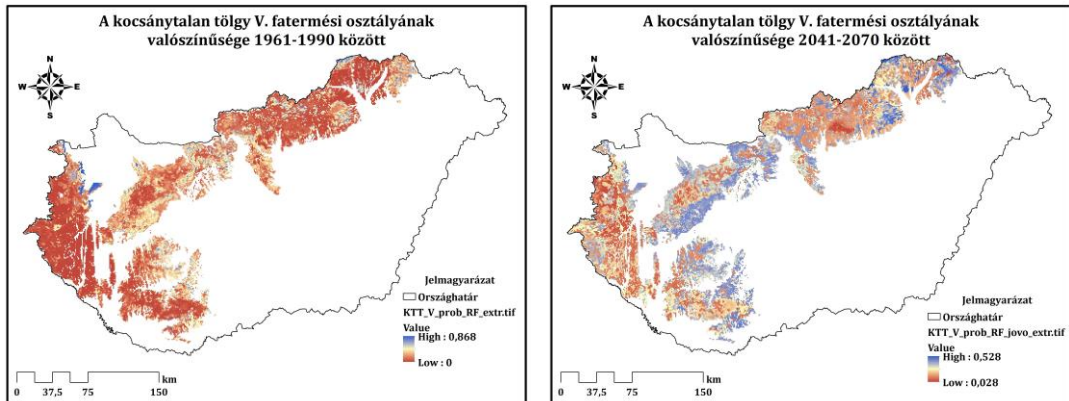 A kocsánytalan tölgy V. fatermési osztályának
valószínűsége 1961-1990 között
N
W
E
S
Jelmagyarázat
Országhatár
KTT_V_prob_RF_extr.tif
Value
High : 0,868
Low : 0
km
0
37,5
75
150
A kocsánytalan tölgy V. fatermési osztályának
valószínűsége 2041-2070 között
N
W
E
S
Jelmagyarázat
Országhatár
KTT_V_prob_RF_jovo_extr.tif
Value
High : 0,528
Low : 0,028
km
0
37,5
75
150